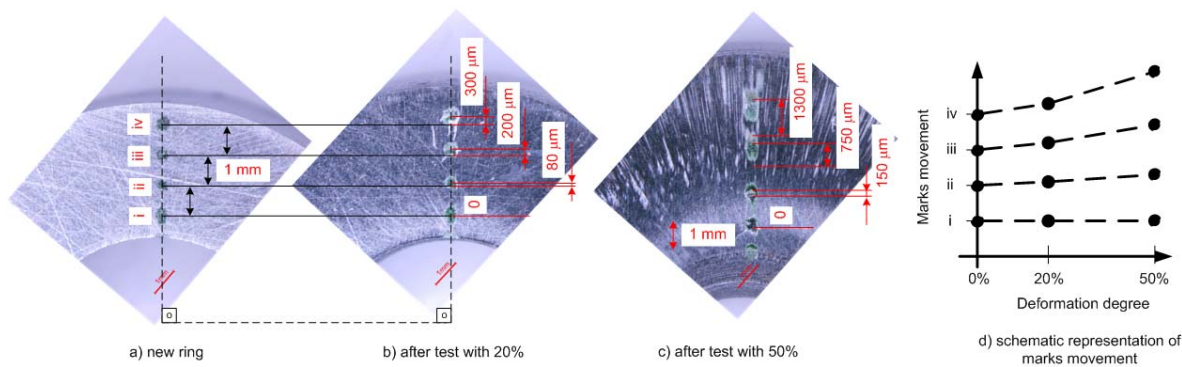 iv
iii
ii
i
1 mm
1mm
o
a) new ring
300 µm
200 µm
80 µm
0
1mm
o
b) after test with 20%
1300 µm
750 µm
150 µm
0
1 mm
c) after test with 50%
Marks movement
iv
iii
ii
i
0%
20%
50%
Deformation degree
d) schematic representation of
marks movement